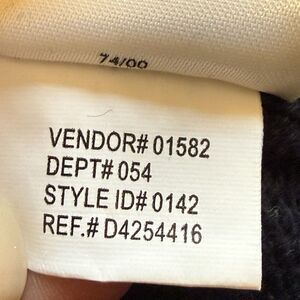 74/00
VENDOR# 01582
DEPT# 054
STYLE ID# 0142
REF.# D4254416